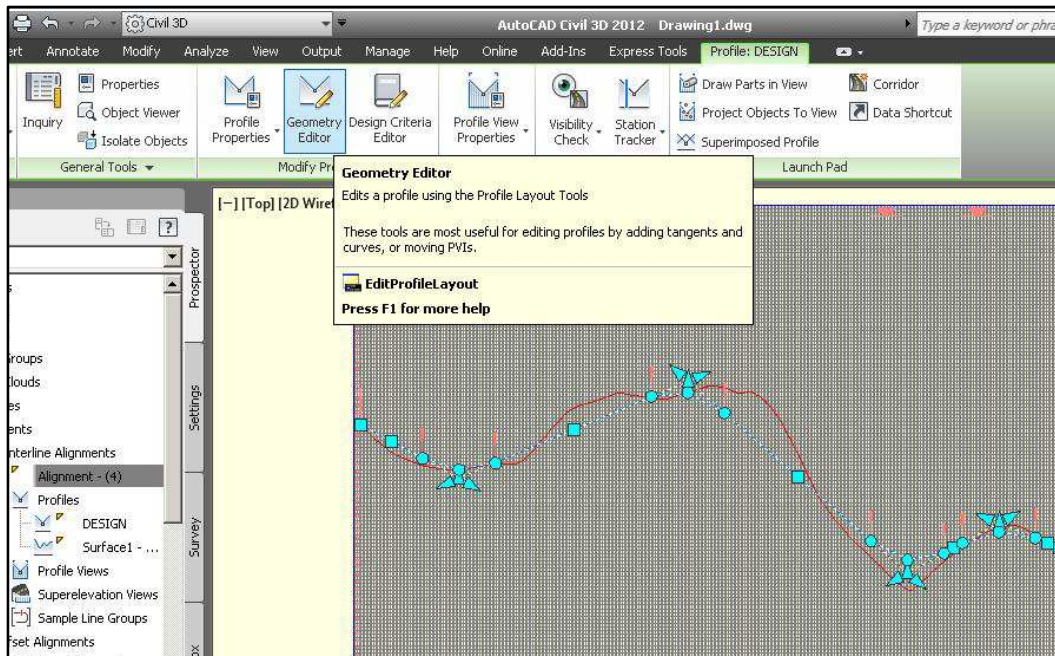 Civil 3D
AutoCAD Civil 3D 2012 Drawing1.dwg
Type a keyword or phra
ert Annotate Modify Analyze View Output Manage Help Online Add-Ins Express Tools Profile: DESIGN
Inquiry
Properties
Object Viewer
Isolate Objects
Profile Properties
Geometry Editor
Design Criteria Editor
Profile View Properties
Visibility Check
Station Tracker
Draw Parts in View
Project Objects To View
Superimposed Profile
Corridor
Data Shortcut
General Tools
Modify Pro
Launch Pad
Geometry Editor
Edits a profile using the Profile Layout Tools
These tools are most useful for editing profiles by adding tangents and
curves, or moving PVIs.
EditProfileLayout
Press F1 for more help
[−] [Top] [2D Wiref
?
Prospector
Settings
Survey
ox
s
roups
louds
es
ents
nterline Alignments
Alignment - (4)
Profiles
DESIGN
Surface1 - ...
Profile Views
Superelevation Views
Sample Line Groups
fset Alignments